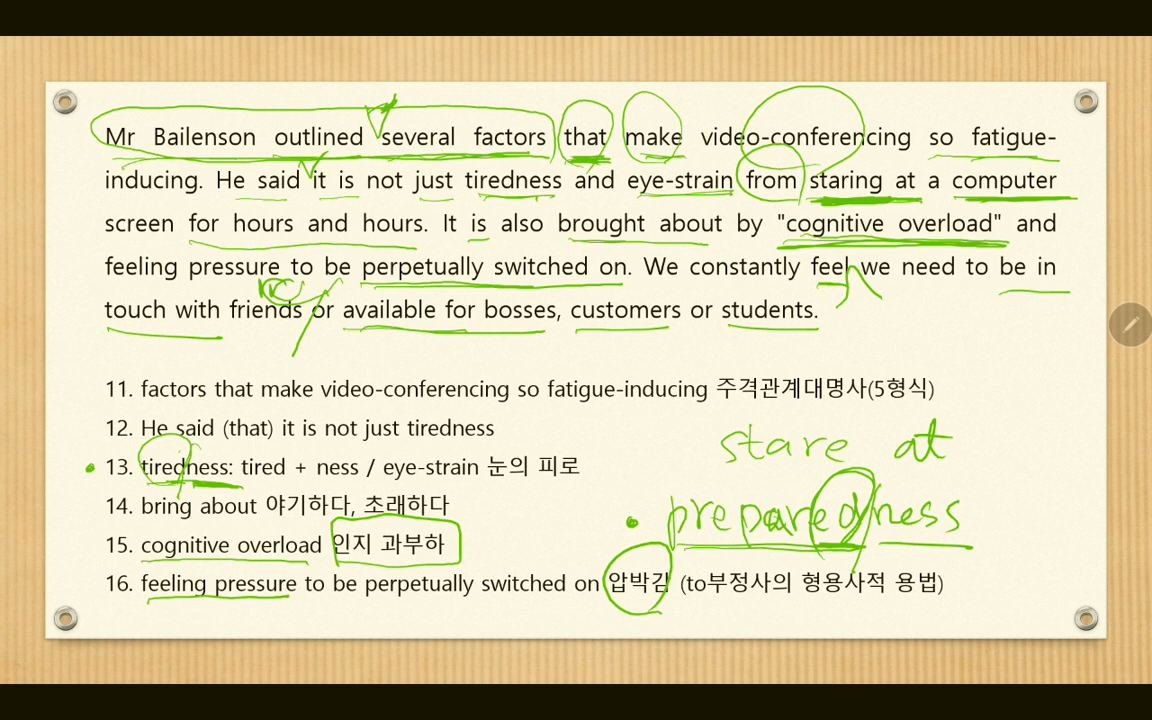 Mr Bailenson outlined several factors that make video-conferencing so fatigue-
inducing. He said it is not just tiredness and eye-strain from staring at a computer
screen for hours and hours. It is also brought about by "cognitive overload" and
feeling pressure to be perpetually switched on. We constantly feel we need to be in
touch with friends or available for bosses, customers or students.
11. factors that make video-conferencing so fatigue-inducing 주격관계대명사(5형식)
12. He said (that) it is not just tiredness
stare at
13. tiredness: tired + ness / eye-strain 눈의 피로
14. bring about 야기하다, 초래하다
preparedness
15. cognitive overload 인지 과부하
16. feeling pressure to be perpetually switched on 압박감 (to부정사의 형용사적 용법)